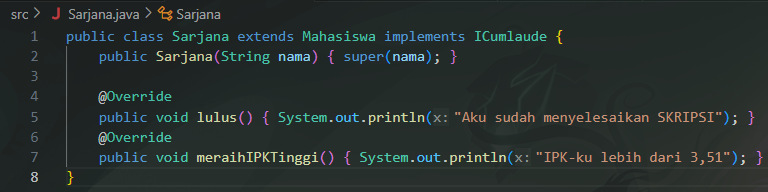 src > Sarjana.java > Sarjana
1 public class Sarjana extends Mahasiswa implements ICumlaude {
2     public Sarjana(String nama) { super(nama); }
3
4     @Override
5     public void lulus() { System.out.println(x: "Aku sudah menyelesaikan SKRIPSI"); }
6     @Override
7     public void meraihIPKTinggi() { System.out.println(x: "IPK-ku lebih dari 3,51"); }
8 }